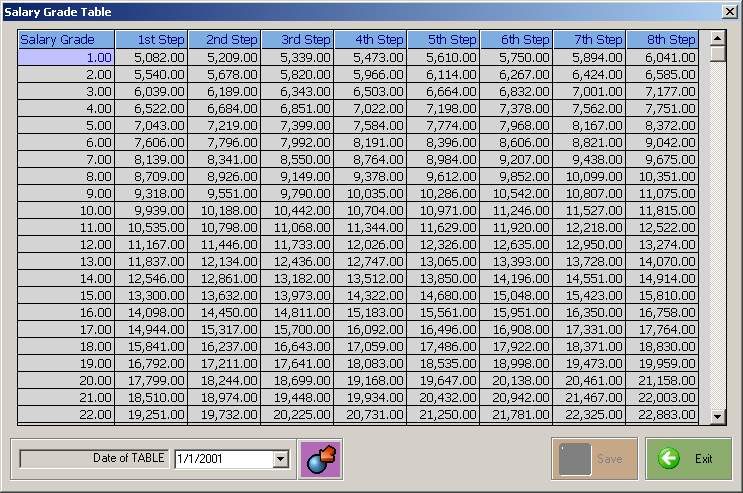 Salary Grade Table
Salary Grade 1st Step 2nd Step 3rd Step 4th Step 5th Step 6th Step 7th Step 8th Step
1.00 5,082.00 5,209.00 5,339.00 5,473.00 5,610.00 5,750.00 5,894.00 6,041.00
2.00 5,540.00 5,678.00 5,820.00 5,966.00 6,114.00 6,267.00 6,424.00 6,585.00
3.00 6,039.00 6,189.00 6,343.00 6,503.00 6,664.00 6,832.00 7,001.00 7,177.00
4.00 6,522.00 6,684.00 6,851.00 7,022.00 7,198.00 7,378.00 7,562.00 7,751.00
5.00 7,043.00 7,219.00 7,399.00 7,584.00 7,774.00 7,968.00 8,167.00 8,372.00
6.00 7,606.00 7,796.00 7,992.00 8,191.00 8,396.00 8,606.00 8,821.00 9,042.00
7.00 8,139.00 8,341.00 8,550.00 8,764.00 8,984.00 9,207.00 9,438.00 9,675.00
8.00 8,709.00 8,926.00 9,149.00 9,378.00 9,612.00 9,852.00 10,099.00 10,351.00
9.00 9,318.00 9,551.00 9,790.00 10,035.00 10,286.00 10,542.00 10,807.00 11,075.00
10.00 9,939.00 10,188.00 10,442.00 10,704.00 10,971.00 11,246.00 11,527.00 11,815.00
11.00 10,535.00 10,798.00 11,068.00 11,344.00 11,629.00 11,920.00 12,218.00 12,522.00
12.00 11,167.00 11,446.00 11,733.00 12,026.00 12,326.00 12,635.00 12,950.00 13,274.00
13.00 11,837.00 12,134.00 12,436.00 12,747.00 13,065.00 13,393.00 13,728.00 14,070.00
14.00 12,546.00 12,861.00 13,182.00 13,512.00 13,850.00 14,196.00 14,551.00 14,914.00
15.00 13,300.00 13,632.00 13,973.00 14,322.00 14,680.00 15,048.00 15,423.00 15,810.00
16.00 14,098.00 14,450.00 14,811.00 15,183.00 15,561.00 15,951.00 16,350.00 16,758.00
17.00 14,944.00 15,317.00 15,700.00 16,092.00 16,496.00 16,908.00 17,331.00 17,764.00
18.00 15,841.00 16,237.00 16,643.00 17,059.00 17,486.00 17,922.00 18,371.00 18,830.00
19.00 16,792.00 17,211.00 17,641.00 18,083.00 18,535.00 18,998.00 19,473.00 19,959.00
20.00 17,799.00 18,244.00 18,699.00 19,168.00 19,647.00 20,138.00 20,461.00 21,158.00
21.00 18,510.00 18,974.00 19,448.00 19,934.00 20,432.00 20,942.00 21,467.00 22,003.00
22.00 19,251.00 19,732.00 20,225.00 20,731.00 21,250.00 21,781.00 22,325.00 22,883.00
Date of TABLE 1/1/2001 Save Exit